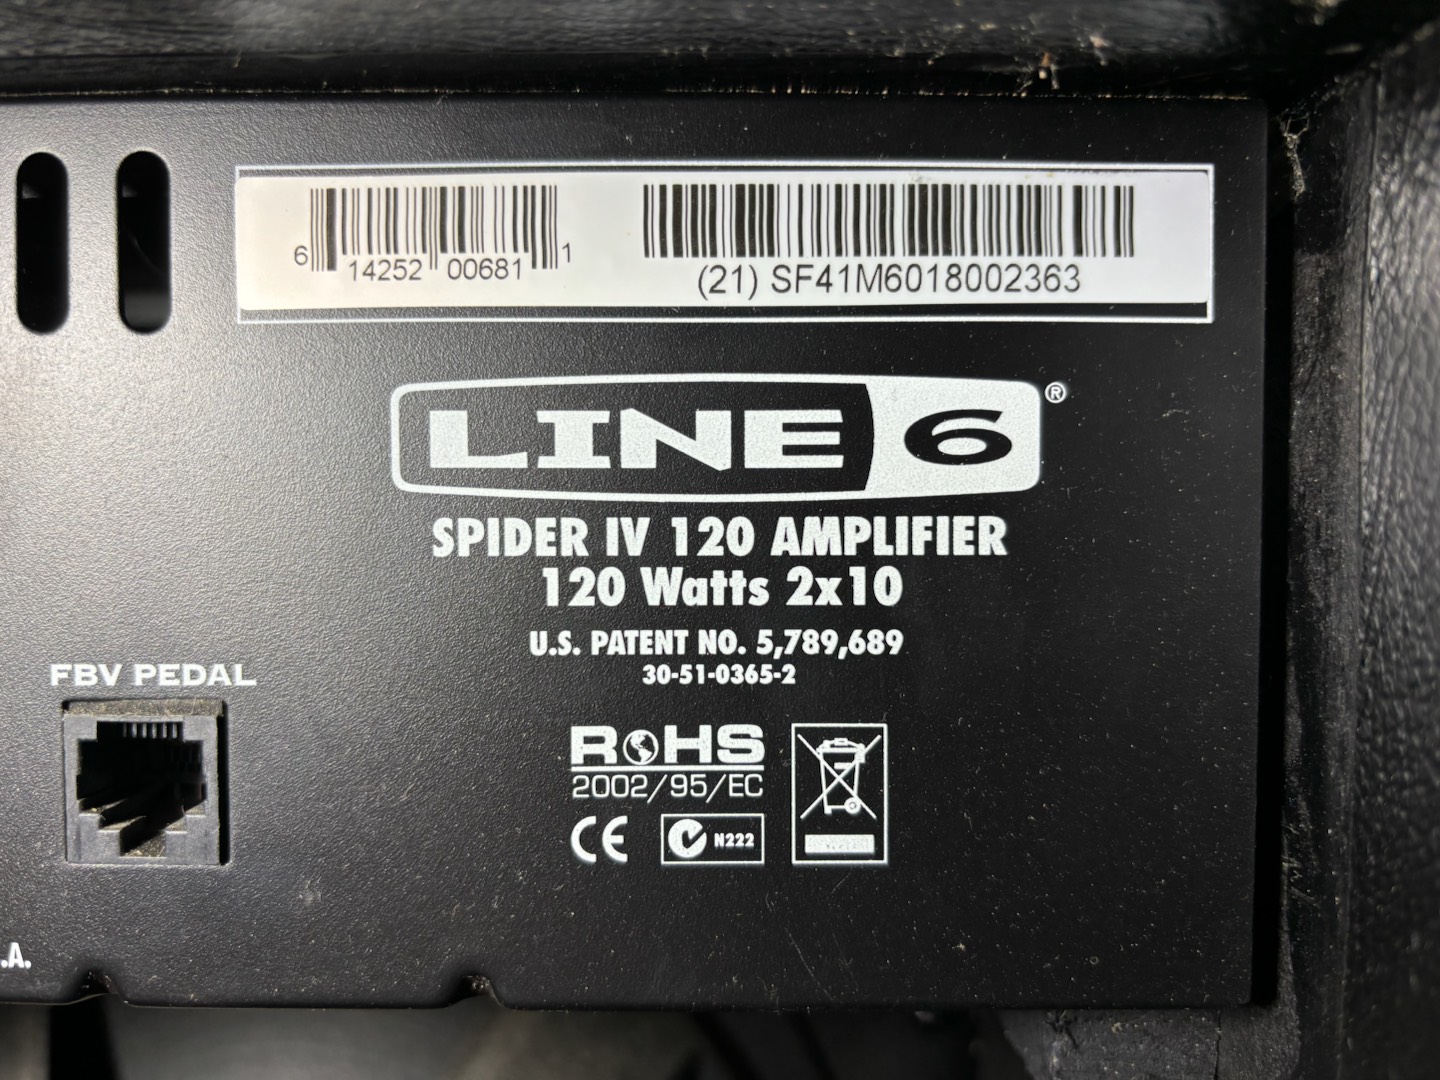 6 14252 00681 1
(21) SF41M6018002363
LINE 6®
SPIDER IV 120 AMPLIFIER
120 Watts 2x10
U.S. PATENT NO. 5,789,689
30-51-0365-2
FBV PEDAL
RoHS
2002/95/EC
CE
N222
.A.